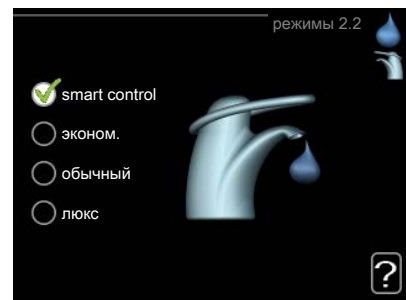 режимы 2.2
smart control
эконом.
обычный
люкс
?